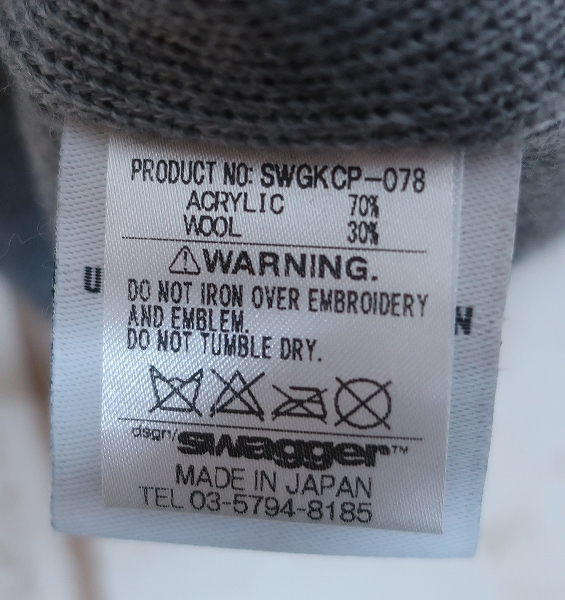 PRODUCT NO: SWGKCP-078
ACRYLIC 70%
WOOL 30%
WARNING.
DO NOT IRON OVER EMBROIDERY
AND EMBLEM.
DO NOT TUMBLE DRY.
dsgn/swagger™
MADE IN JAPAN
TEL 03-5794-8185
U
N